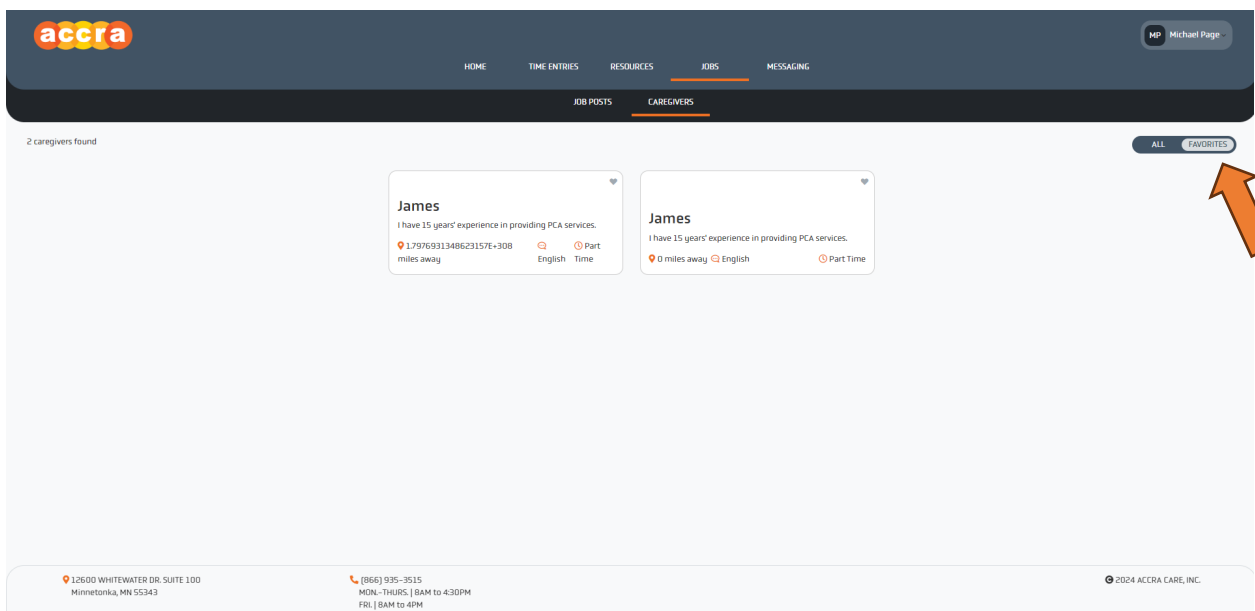 accra
MP Michael Page
HOME TIME ENTRIES RESOURCES JOBS MESSAGING
JOB POSTS CAREGIVERS
2 caregivers found
ALL FAVORITES
James
I have 15 years' experience in providing PCA services.
1.7976931348623157E+308
miles away
English
Part
Time
James
I have 15 years' experience in providing PCA services.
0 miles away English Part Time
12600 WHITEWATER DR. SUITE 100
Minnetonka, MN 55343
(866) 935-3515
MON.-THURS. | 8AM to 4:30PM
FRI. | 8AM to 4PM
© 2024 ACCRA CARE, INC.